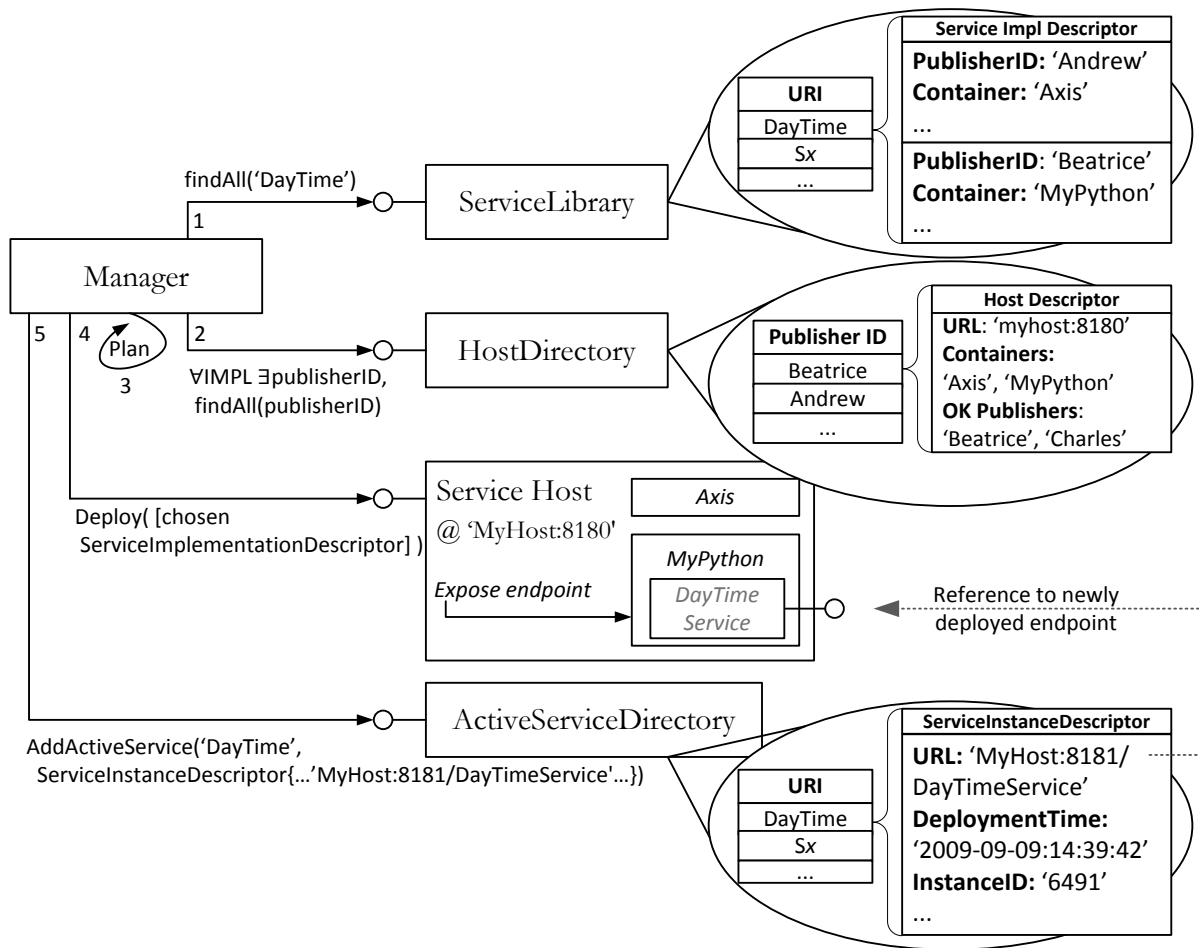 Service Impl Descriptor
PublisherID: ‘Andrew’
Container: ‘Axis’
...
PublisherID: ‘Beatrice’
Container: ‘MyPython’
...
URI
DayTime
Sx
...
findAll(‘DayTime’)
1
ServiceLibrary
Manager
5
4
Plan
3
2
∀IMPL ∃publisherID,
findAll(publisherID)
HostDirectory
Publisher ID
Beatrice
Andrew
...
Host Descriptor
URL: ‘myhost:8180’
Containers:
‘Axis’, ‘MyPython’
OK Publishers:
‘Beatrice’, ‘Charles’
Deploy( [chosen
ServiceImplementationDescriptor] )
Service Host
@ ‘MyHost:8180'
Axis
MyPython
Expose endpoint
DayTime
Service
Reference to newly
deployed endpoint
ActiveServiceDirectory
AddActiveService(‘DayTime’,
ServiceInstanceDescriptor{…’MyHost:8181/DayTimeService'…})
URI
DayTime
Sx
...
ServiceInstanceDescriptor
URL: ‘MyHost:8181/
DayTimeService’
DeploymentTime:
‘2009-09-09:14:39:42’
InstanceID: ‘6491’
...